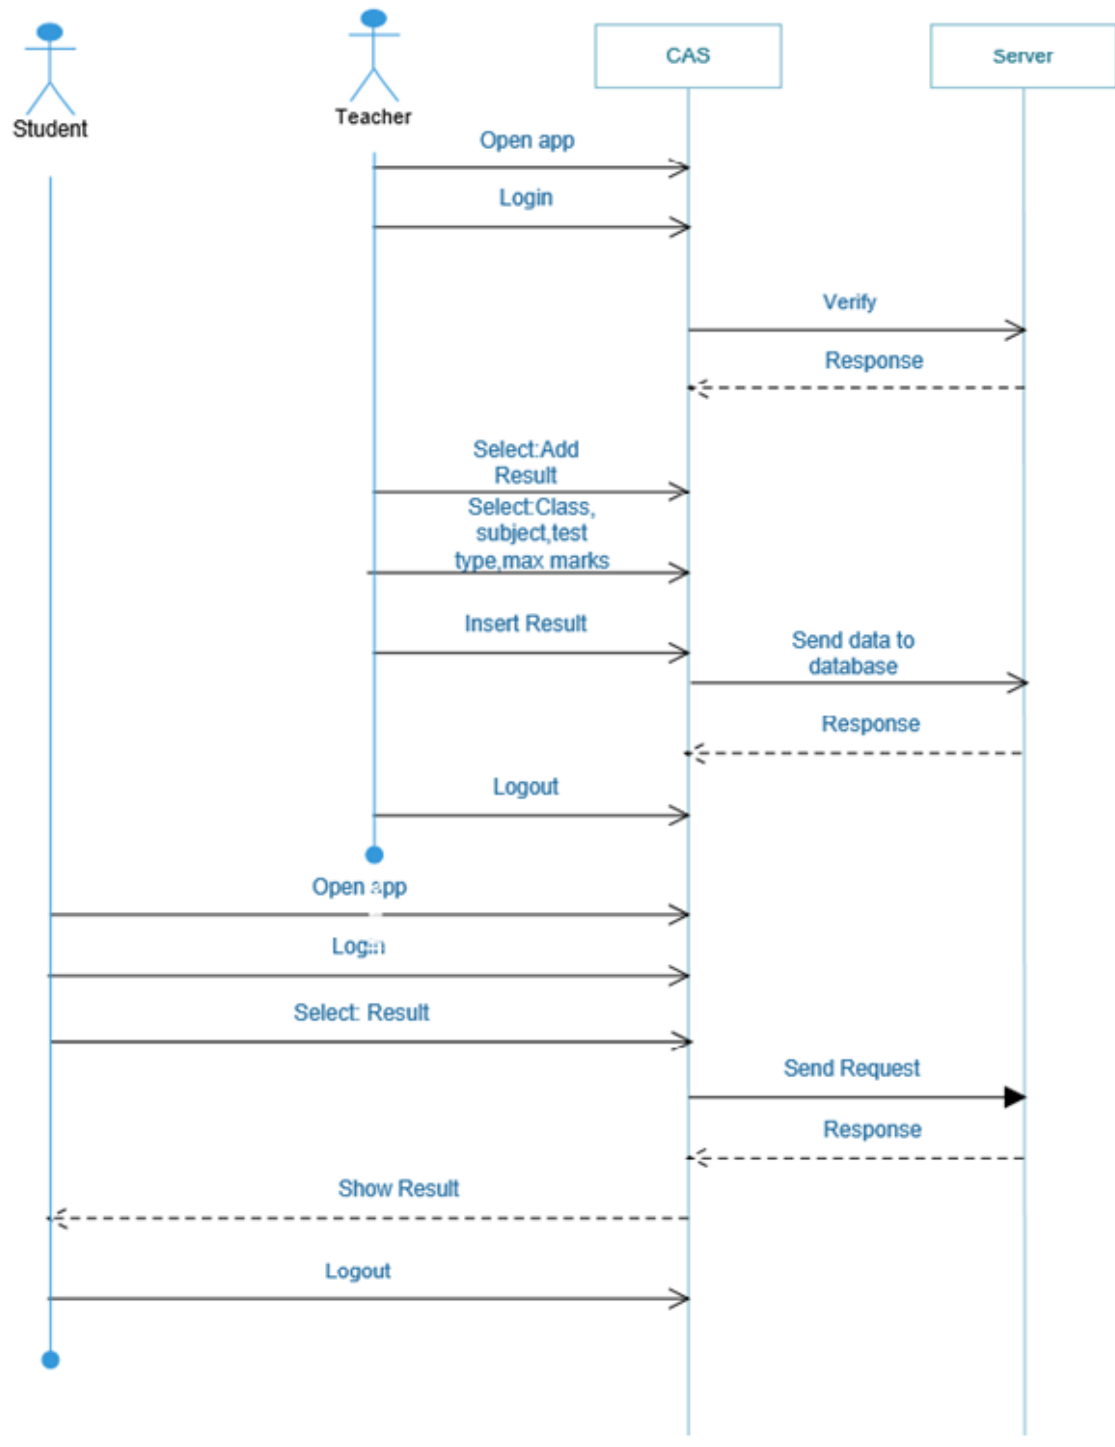 Student
Teacher
CAS
Server
Open app
Login
Verify
Response
Select:Add
Result
Select:Class,
subject,test
type,max marks
Insert Result
Send data to
database
Response
Logout
Open app
Login
Select: Result
Send Request
Response
Show Result
Logout